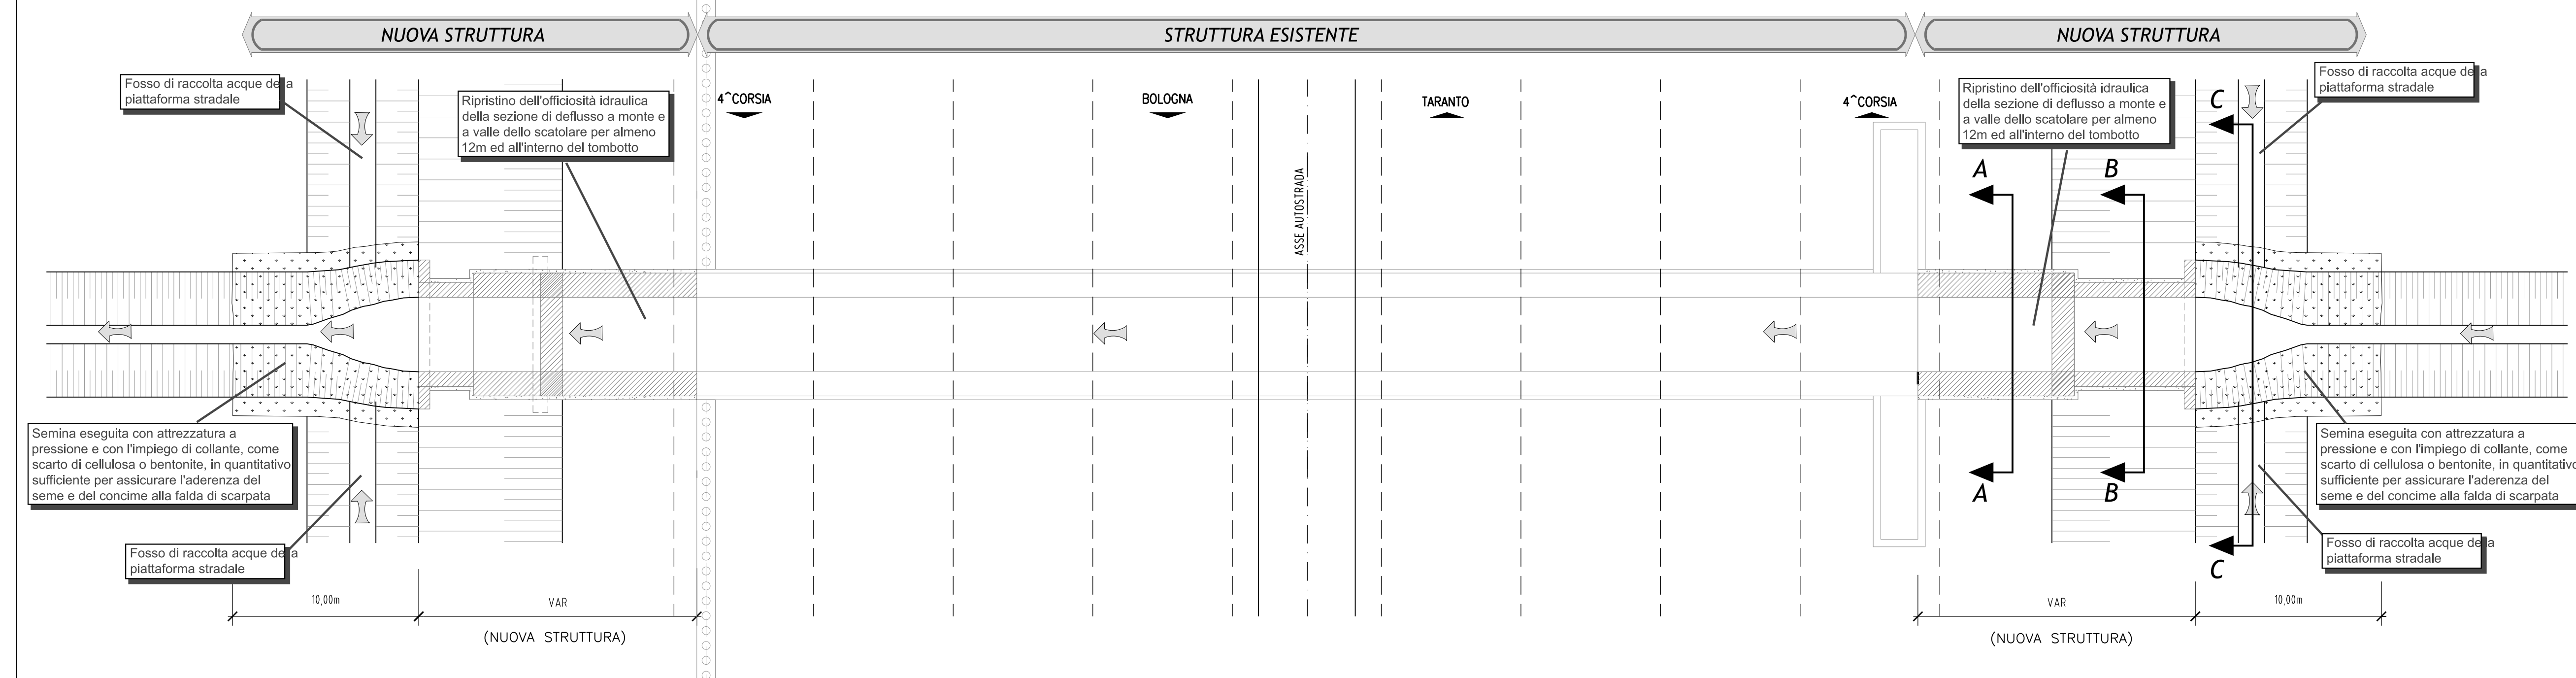 NUOVA STRUTTURA
STRUTTURA ESISTENTE
NUOVA STRUTTURA
Fosso di raccolta acque della
piattaforma stradale
Ripristino dell'officiosità idraulica
della sezione di deflusso a monte e
a valle dello scatolare per almeno
12m ed all'interno del tombotto
4^CORSIA
BOLOGNA
TARANTO
4^CORSIA
ASSE AUTOSTRADA
Ripristino dell'officiosità idraulica
della sezione di deflusso a monte e
a valle dello scatolare per almeno
12m ed all'interno del tombotto
Fosso di raccolta acque della
piattaforma stradale
C
A
B
Semina eseguita con attrezzatura a
pressione e con l'impiego di collante, come
scarto di cellulosa o bentonite, in quantitativo
sufficiente per assicurare l'aderenza del
seme e del concime alla falda di scarpata
Semina eseguita con attrezzatura a
pressione e con l'impiego di collante, come
scarto di cellulosa o bentonite, in quantitativo
sufficiente per assicurare l'aderenza del
seme e del concime alla falda di scarpata
A
B
C
Fosso di raccolta acque della
piattaforma stradale
Fosso di raccolta acque della
piattaforma stradale
10,00m
VAR
(NUOVA STRUTTURA)
VAR
10,00m
(NUOVA STRUTTURA)